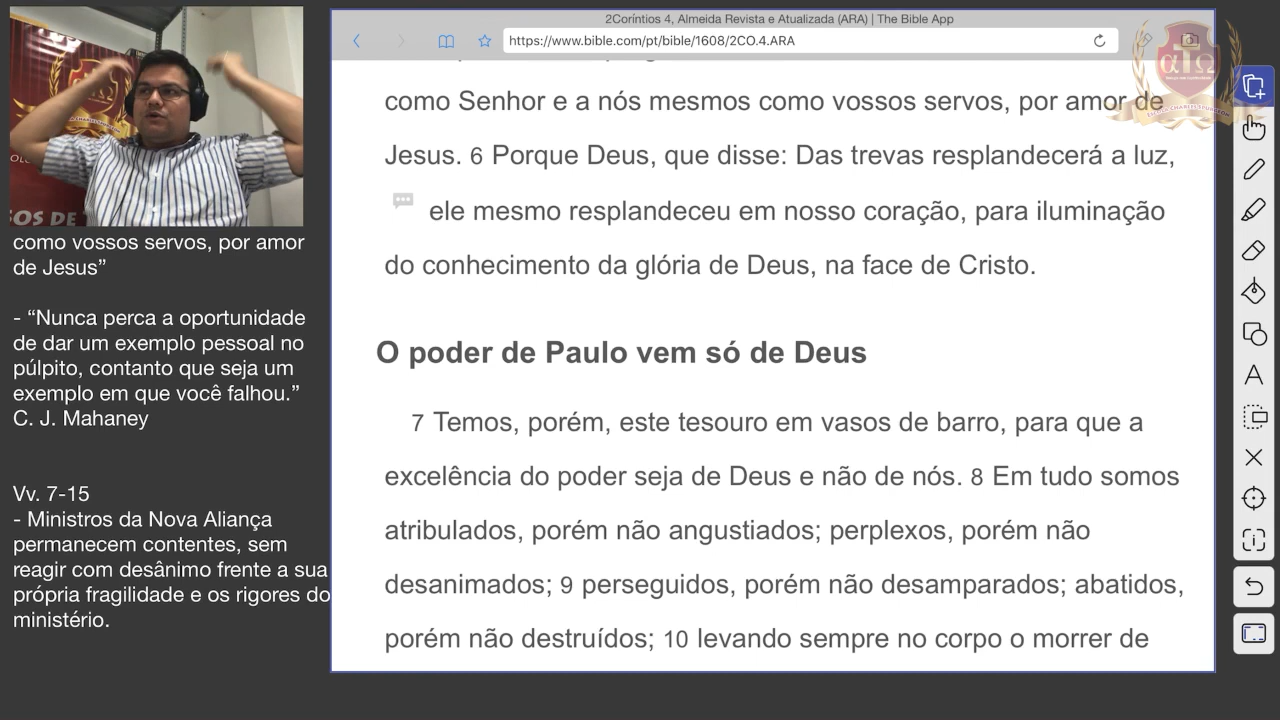 2Coríntios 4, Almeida Revista e Atualizada (ARA) | The Bible App
https://www.bible.com/pt/bible/1608/2CO.4.ARA
como Senhor e a nós mesmos como vossos servos, por amor de
Jesus. 6 Porque Deus, que disse: Das trevas resplandecerá a luz,
ele mesmo resplandeceu em nosso coração, para iluminação
do conhecimento da glória de Deus, na face de Cristo.
O poder de Paulo vem só de Deus
7 Temos, porém, este tesouro em vasos de barro, para que a
excelência do poder seja de Deus e não de nós. 8 Em tudo somos
atribulados, porém não angustiados; perplexos, porém não
desanimados; 9 perseguidos, porém não desamparados; abatidos,
porém não destruídos; 10 levando sempre no corpo o morrer de
como vossos servos, por amor
de Jesus”
- “Nunca perca a oportunidade
de dar um exemplo pessoal no
púlpito, contanto que seja um
exemplo em que você falhou.”
C. J. Mahaney
Vv. 7-15
- Ministros da Nova Aliança
permanecem contentes, sem
reagir com desânimo frente a sua
própria fragilidade e os rigores do
ministério.
SOS DE
α Ω
A